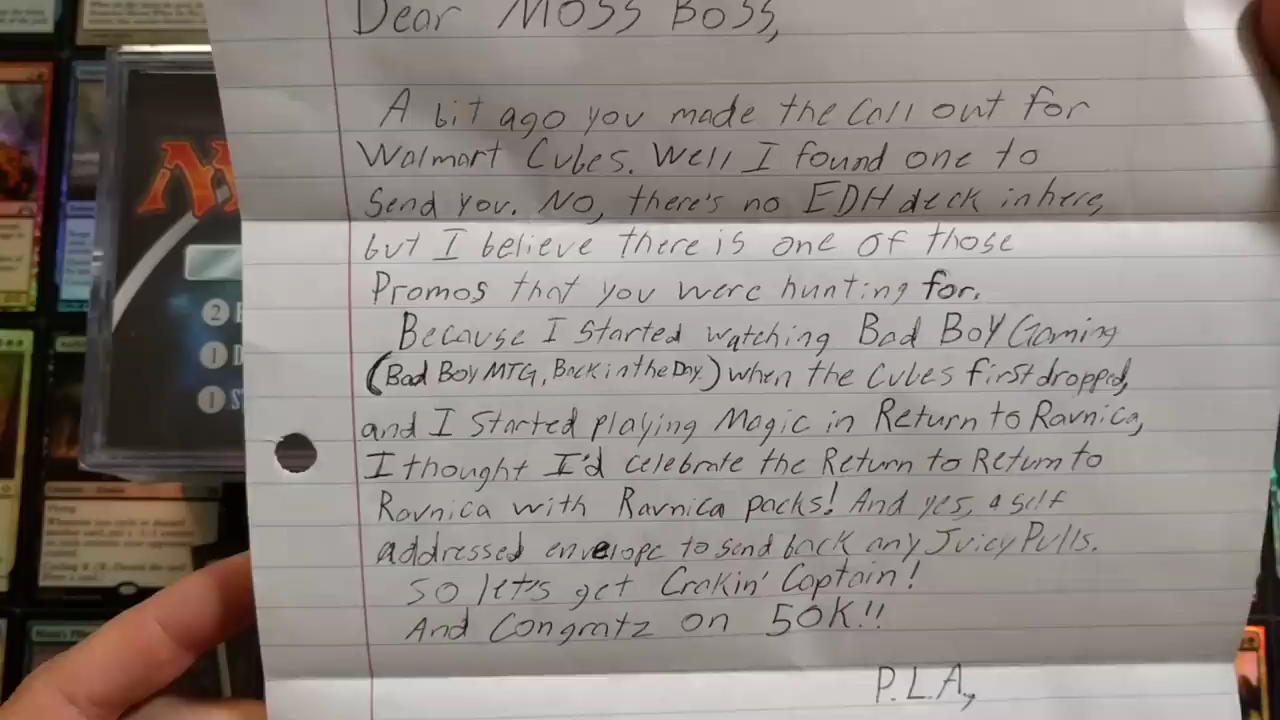 Dear Moss Boss,
A bit ago you made the call out for
Walmart Cubes. Well I found one to
Send you. No, there's no EDH deck in here,
but I believe there is one of those
Promos that you were hunting for.
Because I Started watching Bad Boy Gaming
(Bad Boy MTG, Back in the Day.) when the Cubes first dropped,
and I Started playing Magic in Return to Ravnica,
I thought I'd celebrate the Return to Return to
Ravnica with Ravnica packs! And yes, a self
addressed envelope to send back any Juicy Pulls.
So let's get Crakin' Captain!
And Congratz on 50K!!
P.L.A,
2
1 D
1
Flying